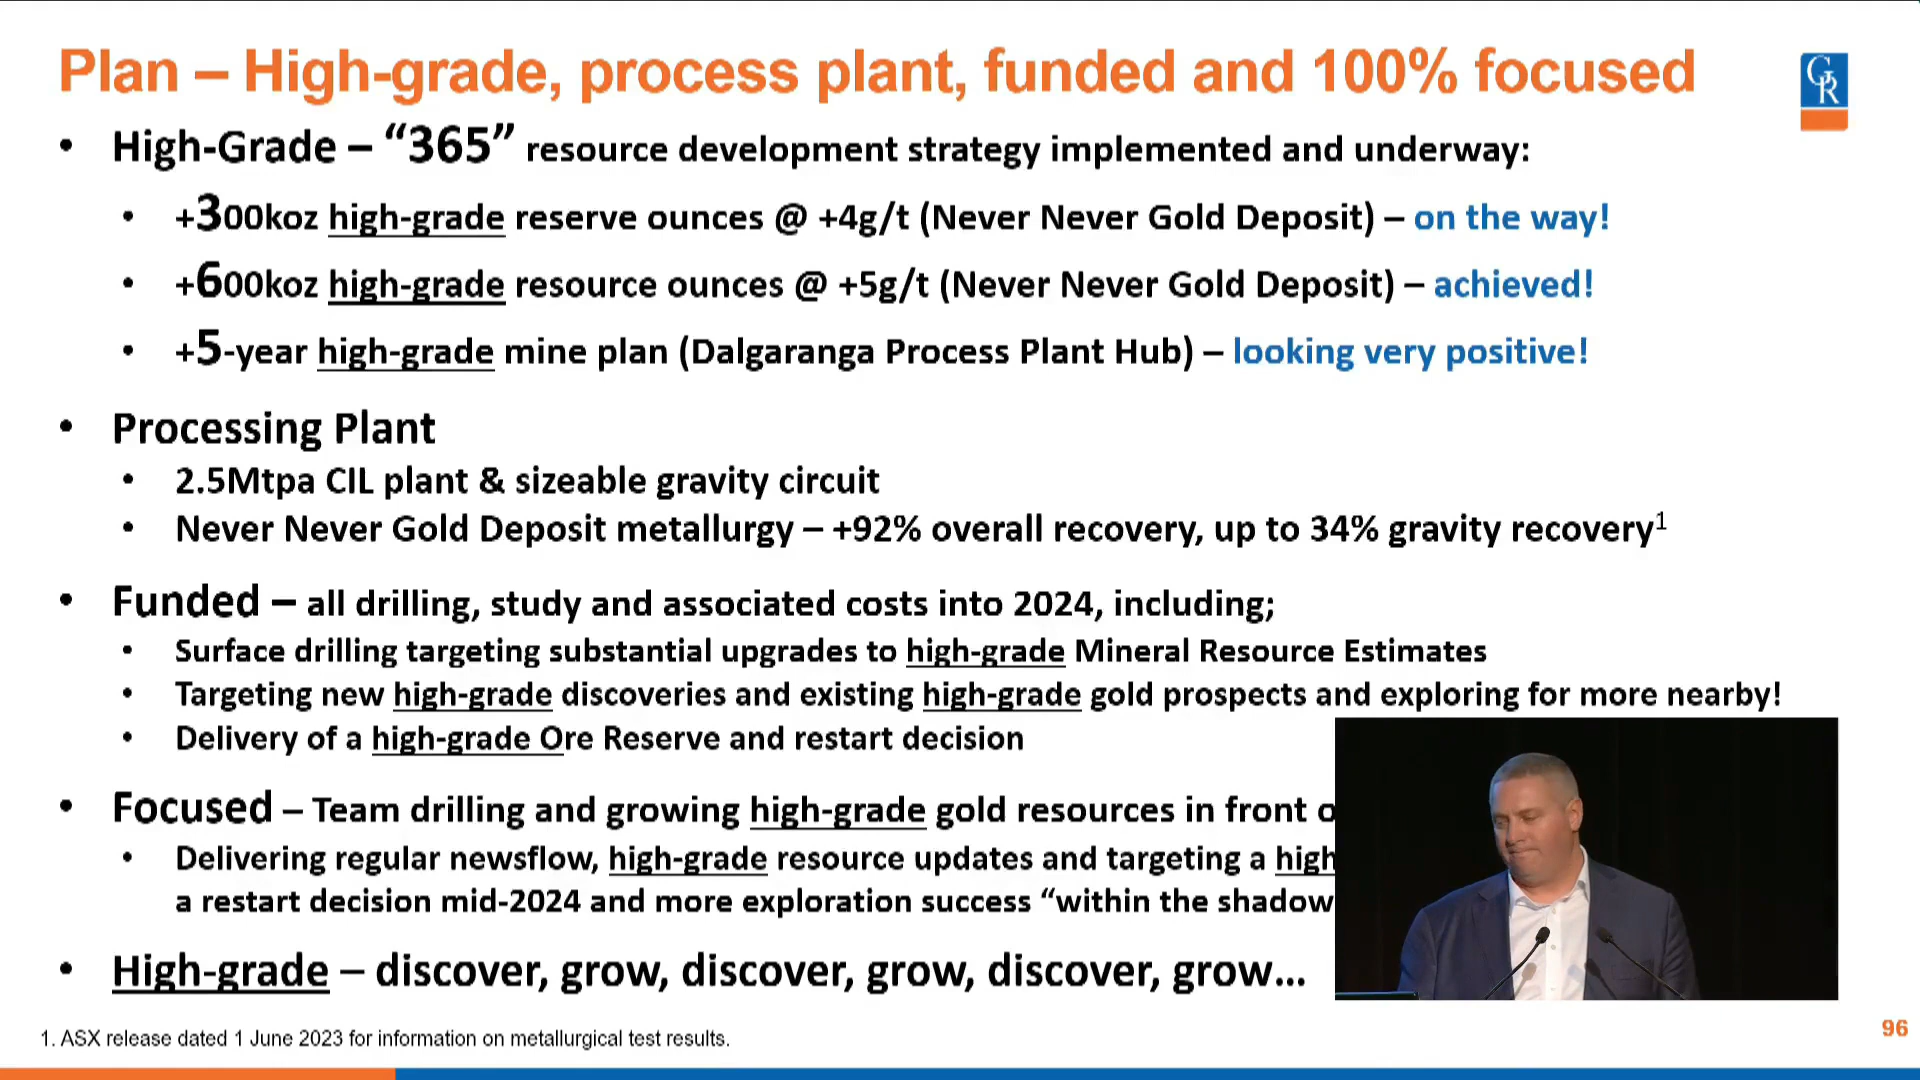 Plan – High-grade, process plant, funded and 100% focused
GR
• High-Grade – “365” resource development strategy implemented and underway:
• +300koz high-grade reserve ounces @ +4g/t (Never Never Gold Deposit) – on the way!
• +600koz high-grade resource ounces @ +5g/t (Never Never Gold Deposit) – achieved!
• +5-year high-grade mine plan (Dalgaranga Process Plant Hub) – looking very positive!
• Processing Plant
• 2.5Mtpa CIL plant & sizeable gravity circuit
• Never Never Gold Deposit metallurgy – +92% overall recovery, up to 34% gravity recovery¹
• Funded – all drilling, study and associated costs into 2024, including;
• Surface drilling targeting substantial upgrades to high-grade Mineral Resource Estimates
• Targeting new high-grade discoveries and existing high-grade gold prospects and exploring for more nearby!
• Delivery of a high-grade Ore Reserve and restart decision
• Focused – Team drilling and growing high-grade gold resources in front
• Delivering regular newsflow, high-grade resource updates and targeting a high
a restart decision mid-2024 and more exploration success “within the shadow
• High-grade – discover, grow, discover, grow, discover, grow…
1. ASX release dated 1 June 2023 for information on metallurgical test results.
96